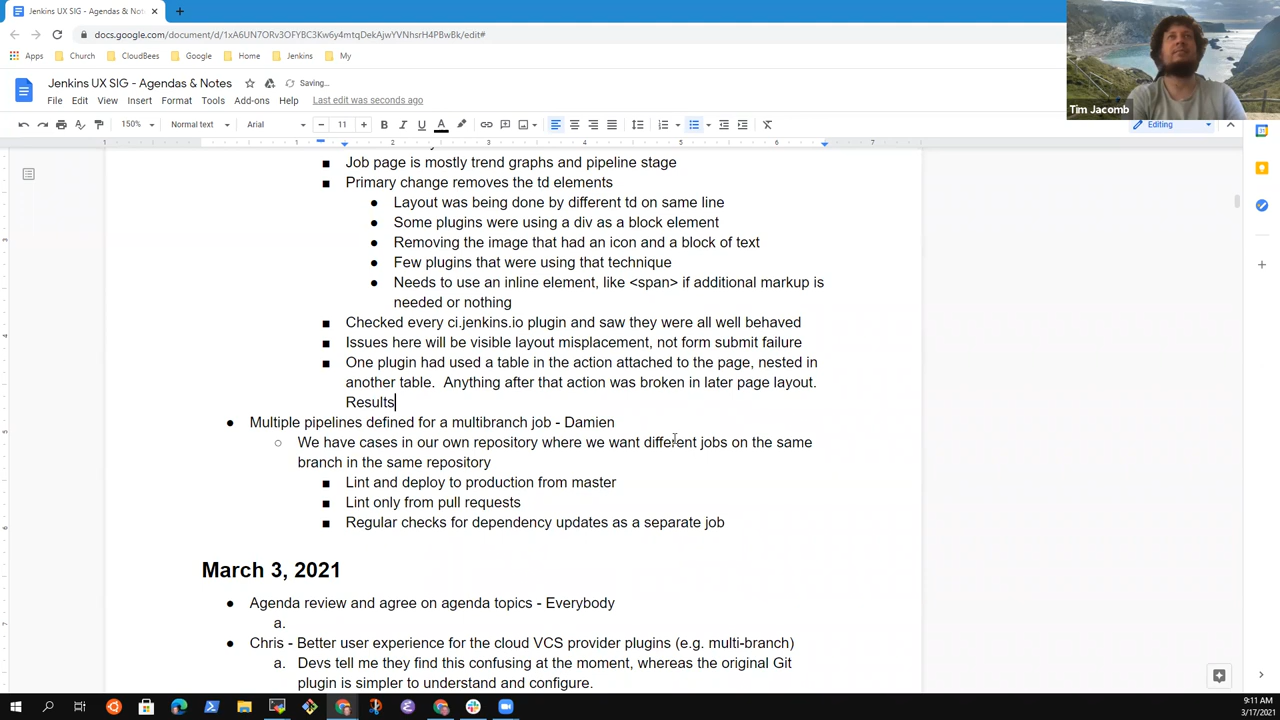 Jenkins UX SIG - Agendas & Not
docs.google.com/document/d/1xA6UN7ORv3OFYBC3Kw6y4mtqDekAjwYVNhsrH4PBwBk/edit#
Apps
Church
CloudBees
Google
Home
Jenkins
My
Jenkins UX SIG - Agendas & Notes
Saving...
File Edit View Insert Format Tools Add-ons Help Last edit was seconds ago
150% Normal text Arial 11 Editing
Tim Jacomb
Job page is mostly trend graphs and pipeline stage
Primary change removes the td elements
Layout was being done by different td on same line
Some plugins were using a div as a block element
Removing the image that had an icon and a block of text
Few plugins that were using that technique
Needs to use an inline element, like <span> if additional markup is
needed or nothing
Checked every ci.jenkins.io plugin and saw they were all well behaved
Issues here will be visible layout misplacement, not form submit failure
One plugin had used a table in the action attached to the page, nested in
another table. Anything after that action was broken in later page layout.
Results
Multiple pipelines defined for a multibranch job - Damien
We have cases in our own repository where we want different jobs on the same
branch in the same repository
Lint and deploy to production from master
Lint only from pull requests
Regular checks for dependency updates as a separate job
March 3, 2021
Agenda review and agree on agenda topics - Everybody
a.
Chris - Better user experience for the cloud VCS provider plugins (e.g. multi-branch)
a. Devs tell me they find this confusing at the moment, whereas the original Git
plugin is simpler to understand and configure.
9:11 AM
3/17/2021